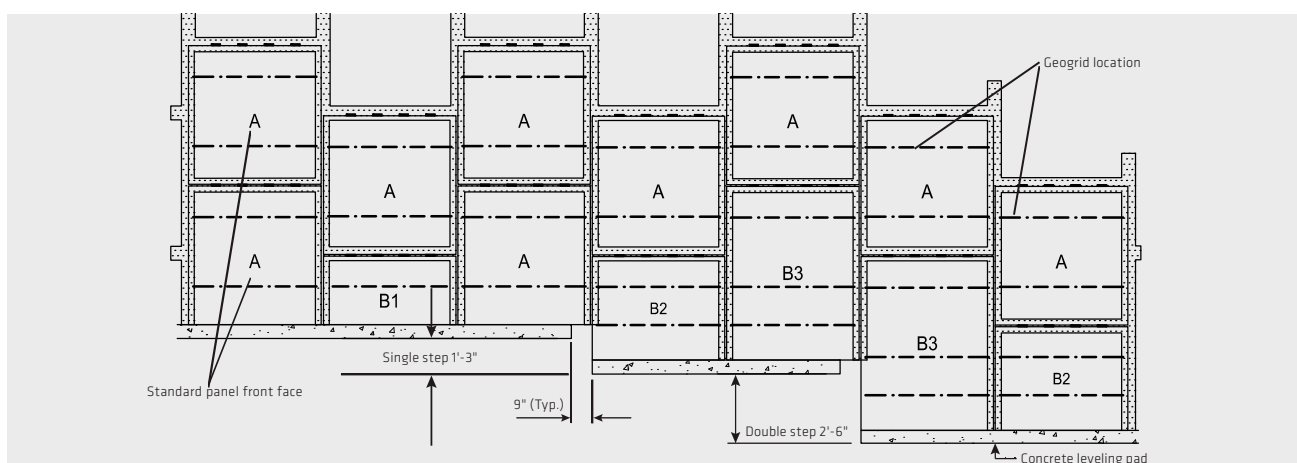 Geogrid location
A
A
A
A
A
A
A
A
A
A
B3
B1
B2
B3
B2
Single step 1'-3"
Standard panel front face
9" (Typ.)
Double step 2'-6"
Concrete leveling pad